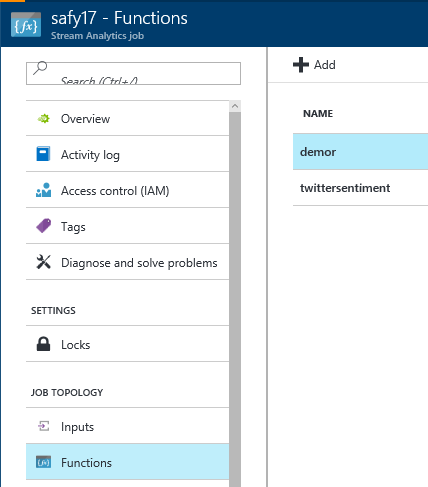 safy17 - Functions
Stream Analytics job
Search (Ctrl+/)
Add
Overview
Activity log
Access control (IAM)
Tags
Diagnose and solve problems
SETTINGS
Locks
JOB TOPOLOGY
Inputs
Functions
NAME
demor
twittersentiment